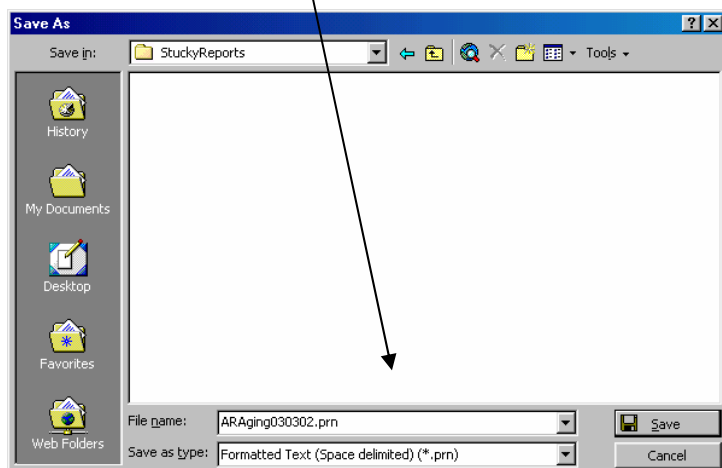 Save As
Save in: StuckyReports Tools
History
My Documents
Desktop
Favorites
Web Folders
File name: ARAging030302.prn Save
Save as type: Formatted Text (Space delimited) (*.prn) Cancel